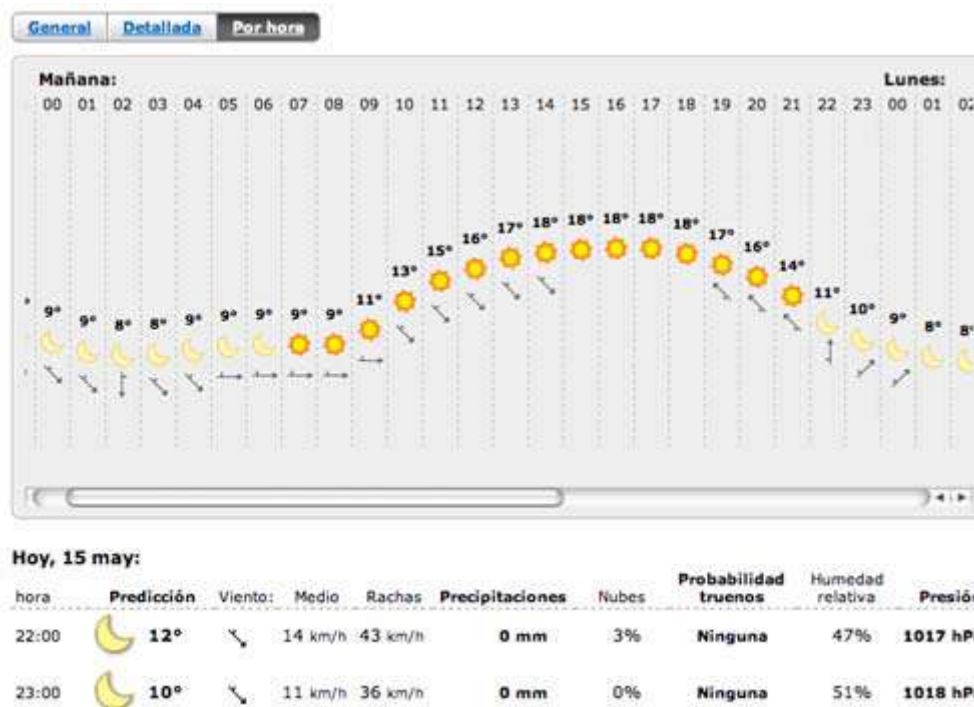 General Detallada Por hora
Mañana: Lunes:
00 01 02 03 04 05 06 07 08 09 10 11 12 13 14 15 16 17 18 19 20 21 22 23 00 01 02
9° 9° 8° 8° 9° 9° 9° 9° 9° 11° 13° 15° 16° 17° 18° 18° 18° 18° 18° 17° 16° 14° 11° 10° 9° 8° 8°
Hoy, 15 may:
hora Predicción Viento: Medio Rachas Precipitaciones Nubes Probabilidad truenos Humedad relativa Presión
22:00 12° 14 km/h 43 km/h 0 mm 3% Ninguna 47% 1017 hP
23:00 10° 11 km/h 36 km/h 0 mm 0% Ninguna 51% 1018 hP